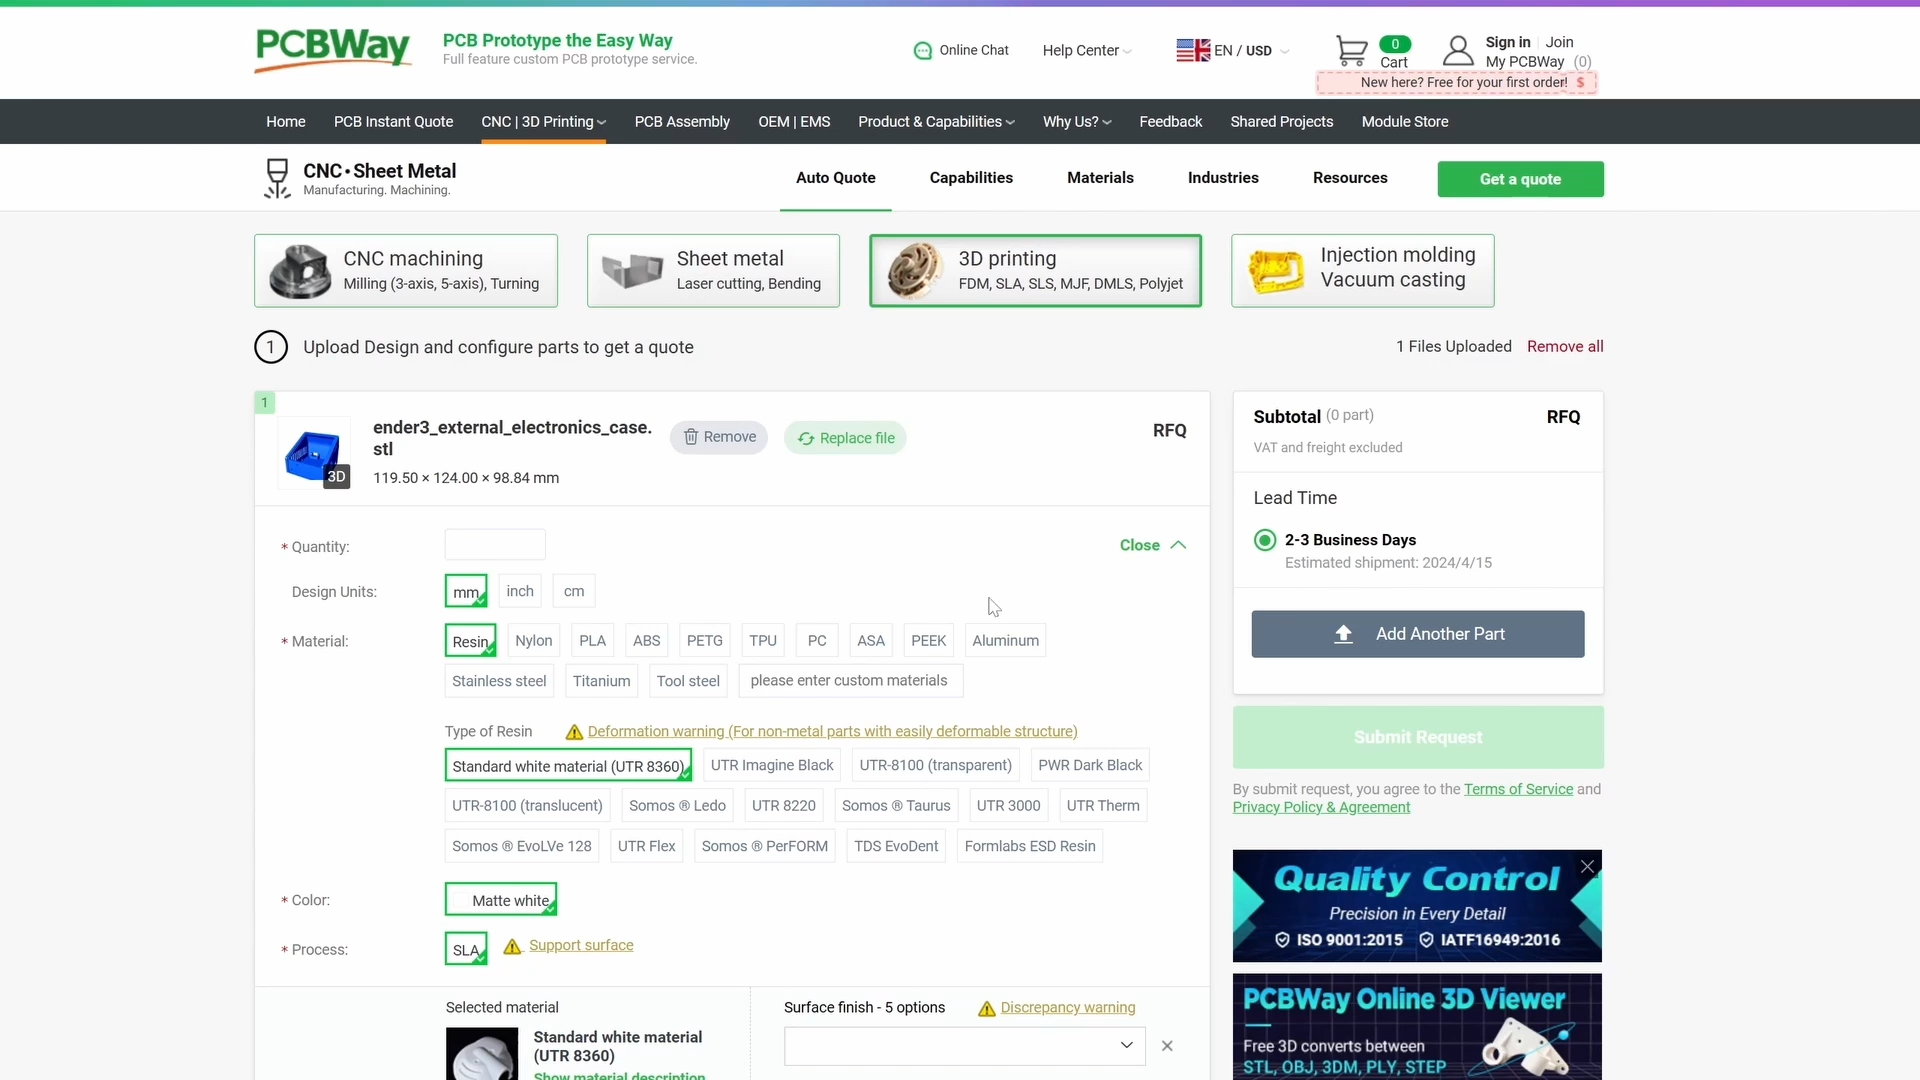 PCBWay
PCB Prototype the Easy Way
Full feature custom PCB prototype service.
Online Chat
Help Center
EN / USD
0
Cart
Sign in
Join
My PCBWay (0)
New here? Free for your first order! $
Home
PCB Instant Quote
CNC | 3D Printing
PCB Assembly
OEM | EMS
Product & Capabilities
Why Us?
Feedback
Shared Projects
Module Store
CNC • Sheet Metal
Manufacturing. Machining.
Auto Quote
Capabilities
Materials
Industries
Resources
Get a quote
CNC machining
Milling (3-axis, 5-axis), Turning
Sheet metal
Laser cutting, Bending
3D printing
FDM, SLA, SLS, MJF, DMLS, Polyjet
Injection molding
Vacuum casting
1
Upload Design and configure parts to get a quote
1 Files Uploaded
Remove all
1
3D
ender3_external_electronics_case.
stl
119.50 × 124.00 × 98.84 mm
Remove
Replace file
RFQ
* Quantity:
Close
Design Units:
mm
inch
cm
* Material:
Resin
Nylon
PLA
ABS
PETG
TPU
PC
ASA
PEEK
Aluminum
Stainless steel
Titanium
Tool steel
please enter custom materials
Type of Resin
Deformation warning (For non-metal parts with easily deformable structure)
Standard white material (UTR 8360)
UTR Imagine Black
UTR-8100 (transparent)
PWR Dark Black
UTR-8100 (translucent)
Somos ® Ledo
UTR 8220
Somos ® Taurus
UTR 3000
UTR Therm
Somos ® EvoLVe 128
UTR Flex
Somos ® PerFORM
TDS EvoDent
Formlabs ESD Resin
* Color:
Matte white
* Process:
SLA
Support surface
Selected material
Standard white material
(UTR 8360)
Show material description
Surface finish - 5 options
Discrepancy warning
Subtotal (0 part)
RFQ
VAT and freight excluded
Lead Time
2-3 Business Days
Estimated shipment: 2024/4/15
Add Another Part
Submit Request
By submit request, you agree to the Terms of Service and
Privacy Policy & Agreement
Quality Control
Precision in Every Detail
ISO 9001:2015
IATF16949:2016
PCBWay Online 3D Viewer
Free 3D converts between
STL, OBJ, 3DM, PLY, STEP